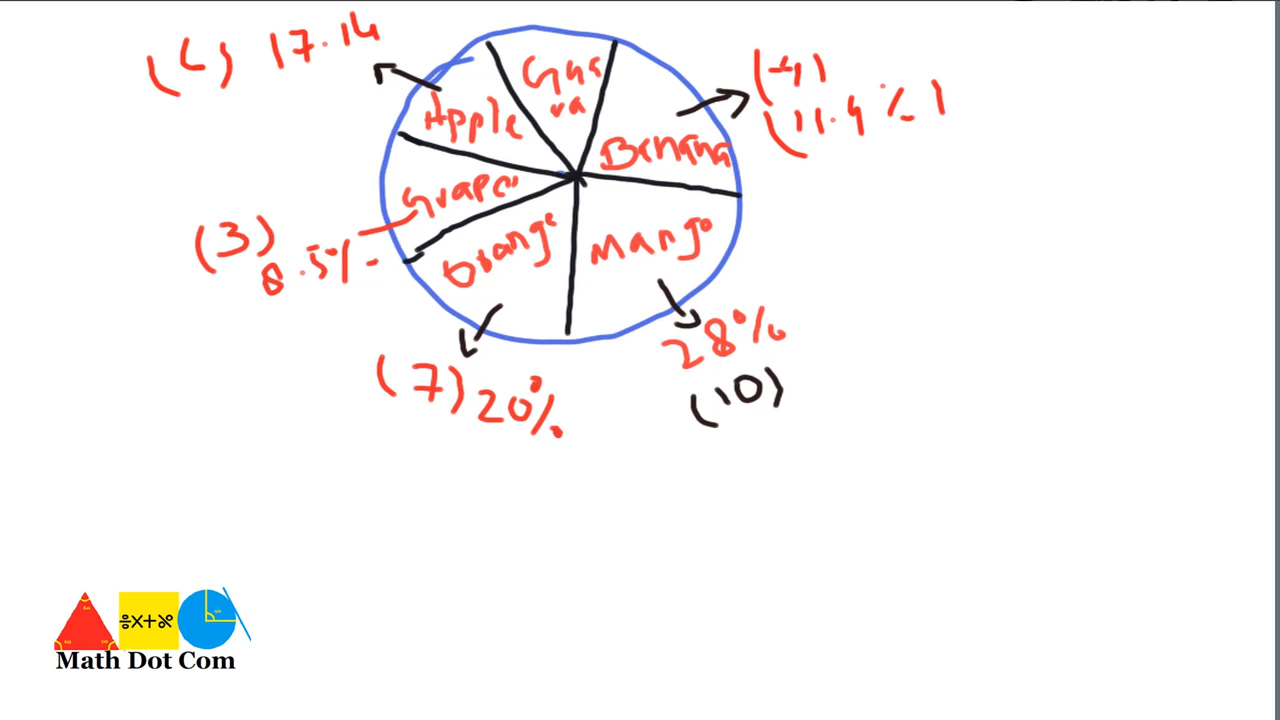 17.14
Guava
Apple
(4)
(11.4%)
Banana
Grapes
(3)
8.5%
Orange
Mango
28%
(10)
(7) 20%
÷x+%
Math Dot Com